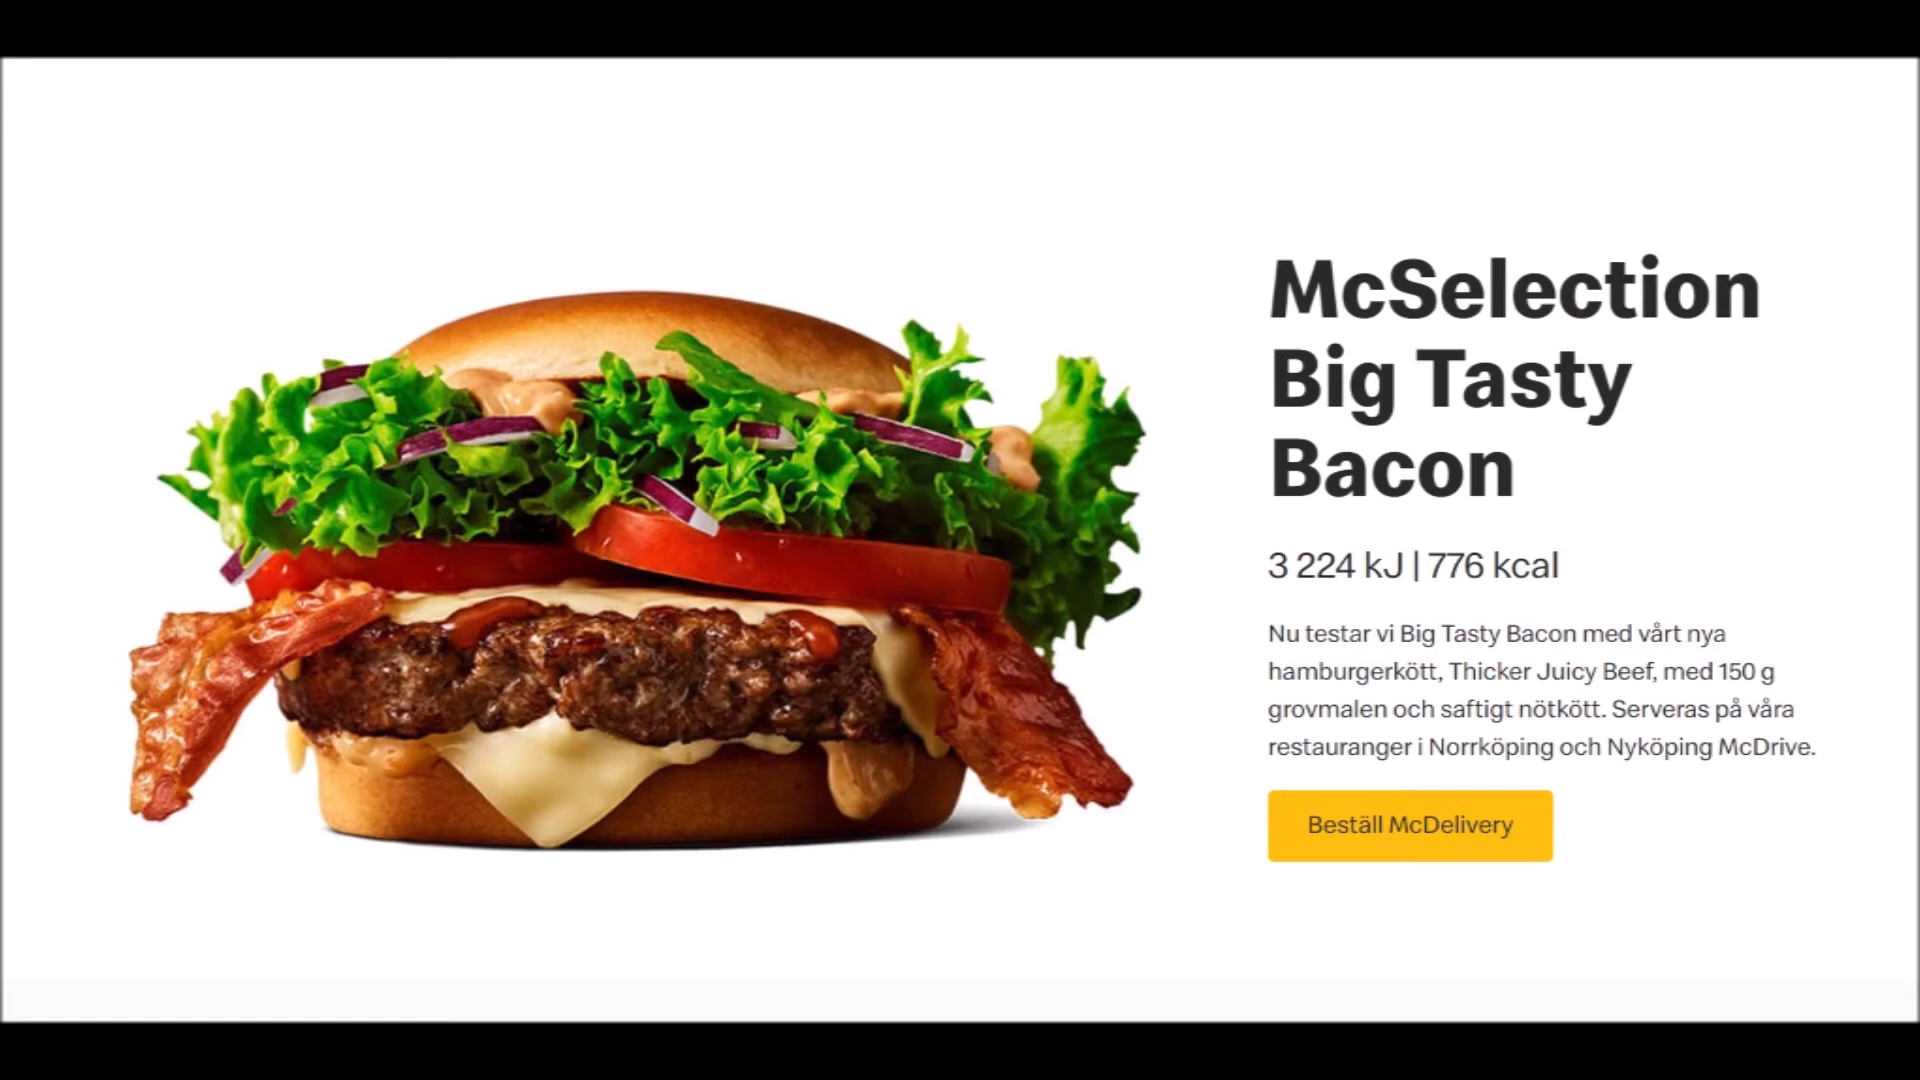 McSelection
Big Tasty
Bacon
3 224 kJ | 776 kcal
Nu testar vi Big Tasty Bacon med vårt nya
hamburgerkött, Thicker Juicy Beef, med 150 g
grovmalen och saftigt nötkött. Serveras på våra
restauranger i Norrköping och Nyköping McDrive.
Beställ McDelivery